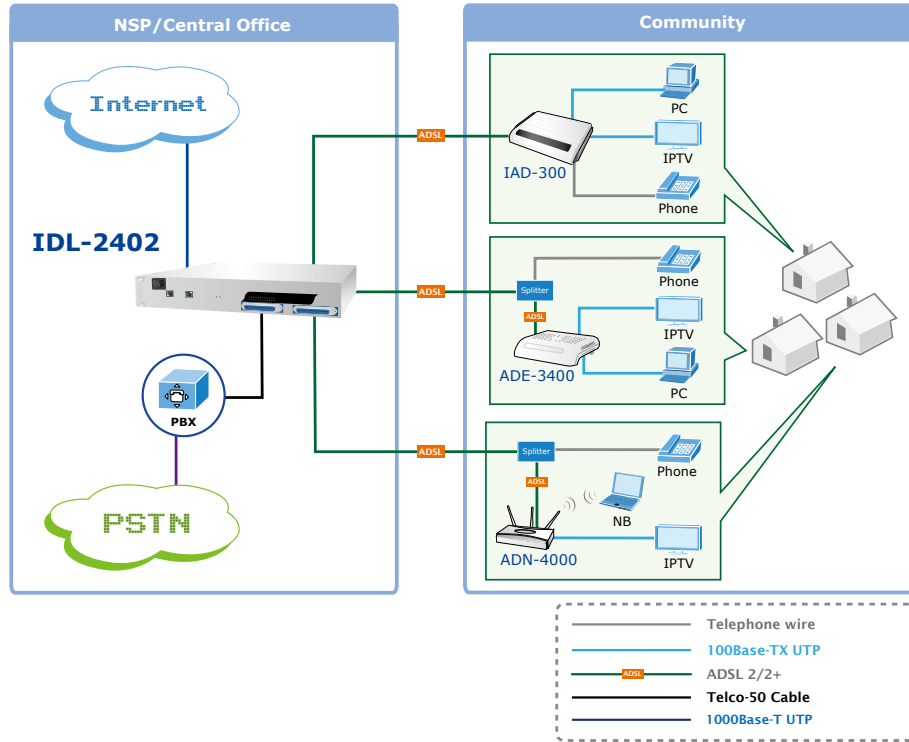 NSP/Central Office
Internet
IDL-2402
PBX
PSTN
ADSL
ADSL
ADSL
Community
PC
IAD-300
IPTV
Phone
Splitter
Phone
ADSL
IPTV
ADE-3400
PC
Splitter
Phone
ADSL
NB
ADN-4000
IPTV
Telephone wire
100Base-TX UTP
ADSL
ADSL 2/2+
Telco-50 Cable
1000Base-T UTP